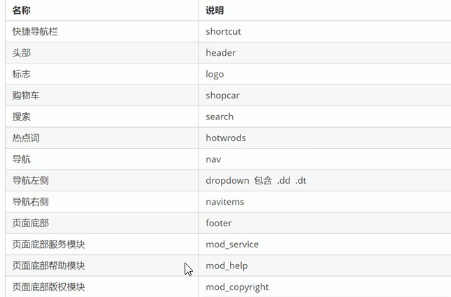 名称 说明
快捷导航栏 shortcut
头部 header
标志 logo
购物车 shopcar
搜索 search
热点词 hotwrods
导航 nav
导航左侧 dropdown 包含 .dd .dt
导航右侧 navitems
页面底部 footer
页面底部服务模块 mod_service
页面底部帮助模块 mod_help
页面底部版权模块 mod_copyright